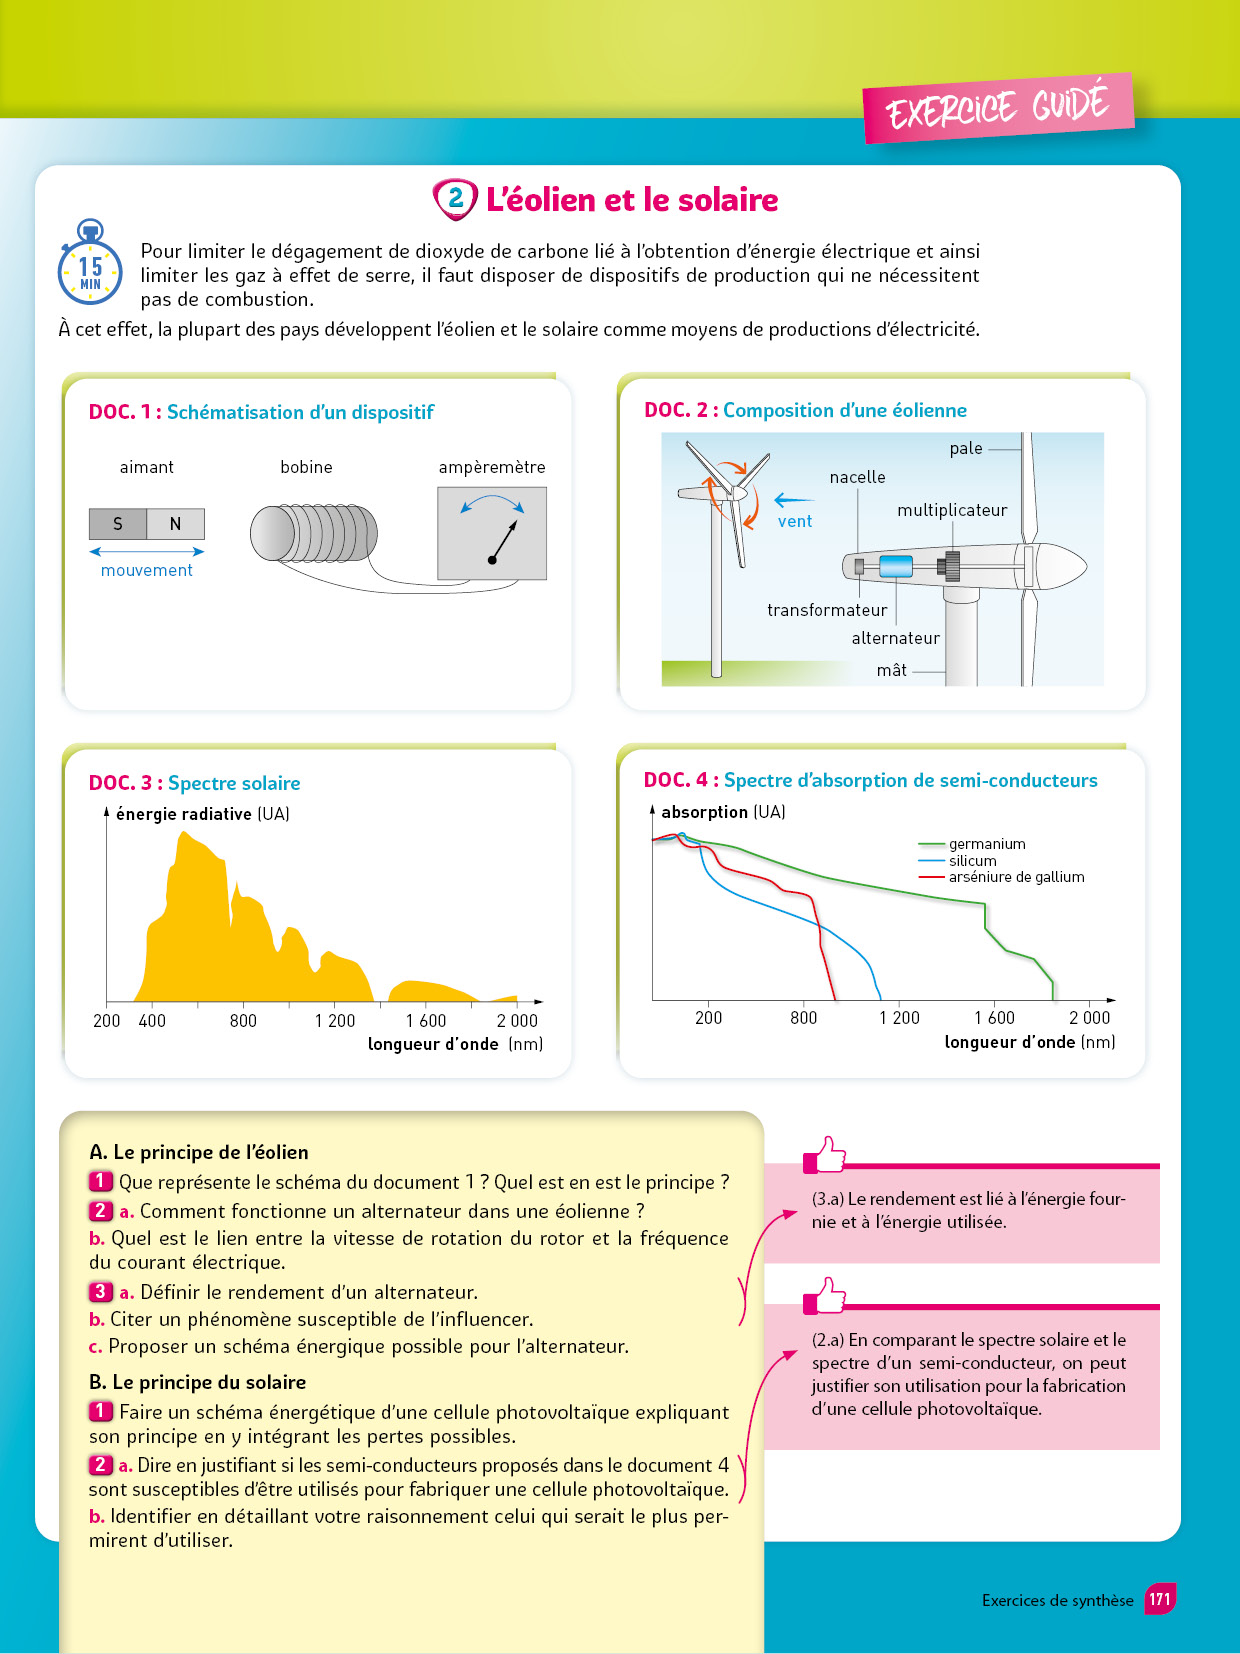 EXERCICE GUIDÉ
2 L'éolien et le solaire
15
MIN
Pour limiter le dégagement de dioxyde de carbone lié à l'obtention d'énergie électrique et ainsi
limiter les gaz à effet de serre, il faut disposer de dispositifs de production qui ne nécessitent
pas de combustion.
À cet effet, la plupart des pays développent l'éolien et le solaire comme moyens de productions d'électricité.
DOC. 1 : Schématisation d'un dispositif
aimant
bobine
ampèremètre
S
N
mouvement
DOC. 2 : Composition d'une éolienne
pale
nacelle
multiplicateur
vent
transformateur
alternateur
mât
DOC. 3 : Spectre solaire
énergie radiative (UA)
200 400 800 1 200 1 600 2 000
longueur d'onde (nm)
DOC. 4 : Spectre d'absorption de semi-conducteurs
absorption (UA)
germanium
silicum
arséniure de gallium
200 800 1 200 1 600 2 000
longueur d'onde (nm)
A. Le principe de l'éolien
1 Que représente le schéma du document 1 ? Quel est en est le principe ?
2 a. Comment fonctionne un alternateur dans une éolienne ?
b. Quel est le lien entre la vitesse de rotation du rotor et la fréquence
du courant électrique.
3 a. Définir le rendement d'un alternateur.
b. Citer un phénomène susceptible de l'influencer.
c. Proposer un schéma énergique possible pour l'alternateur.
B. Le principe du solaire
1 Faire un schéma énergétique d'une cellule photovoltaïque expliquant
son principe en y intégrant les pertes possibles.
2 a. Dire en justifiant si les semi-conducteurs proposés dans le document 4
sont susceptibles d'être utilisés pour fabriquer une cellule photovoltaïque.
b. Identifier en détaillant votre raisonnement celui qui serait le plus per-
mirent d'utiliser.
(3.a) Le rendement est lié à l'énergie four-
nie et à l'énergie utilisée.
(2.a) En comparant le spectre solaire et le
spectre d'un semi-conducteur, on peut
justifier son utilisation pour la fabrication
d'une cellule photovoltaïque.
Exercices de synthèse 171